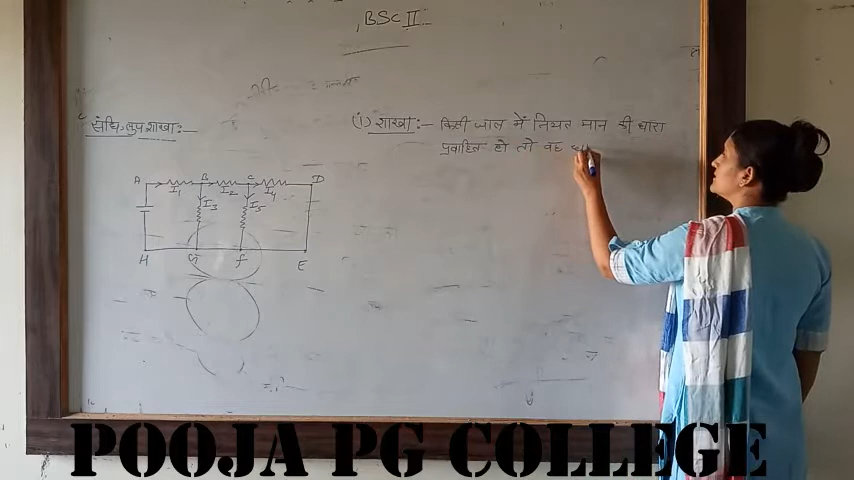 BSC II
संधि, लुप शाखा :-
(i) शाखा :- किसी जाल में नियत मान की धारा
प्रवाहित हो तो वह
A I1 B I2 C I4 D
I3 I5
H G F E
POOJA PG COLLEGE